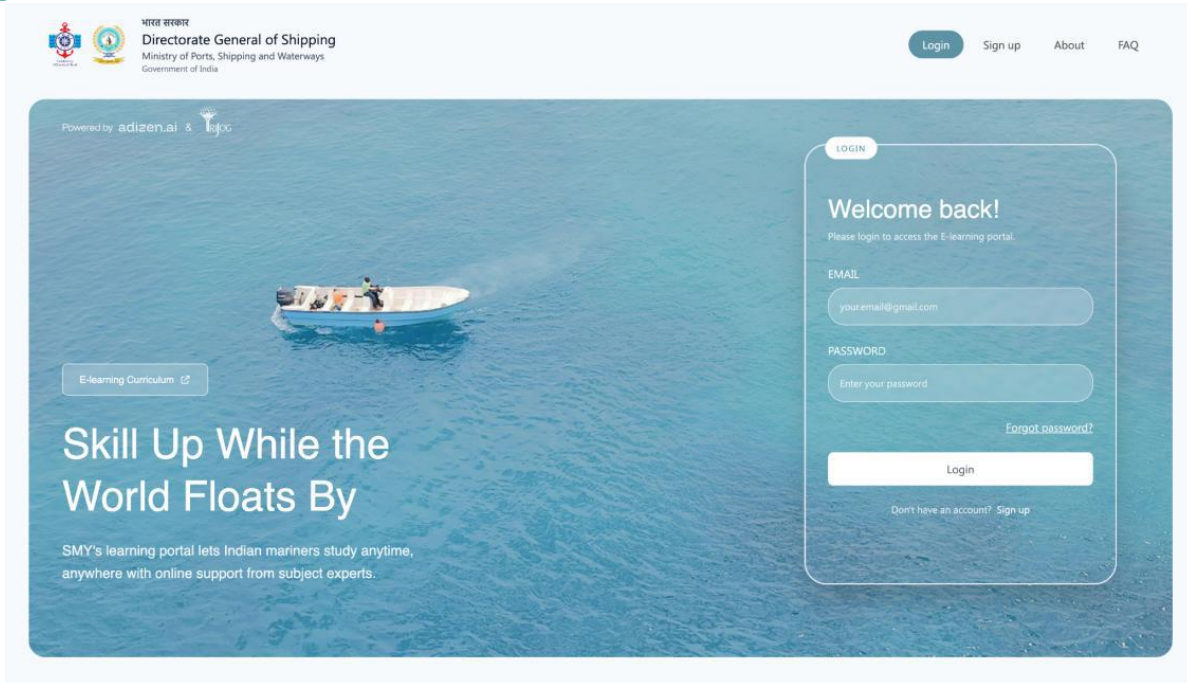 भारत सरकार
Directorate General of Shipping
Ministry of Ports, Shipping and Waterways
Government of India
Login
Sign up
About
FAQ
Powered by adizen.ai &
LOGIN
Welcome back!
Please login to access the E-learning portal.
EMAIL
your.email@gmail.com
PASSWORD
Enter your password
Forgot password?
Login
Don't have an account? Sign up
E-learning Curriculum
Skill Up While the
World Floats By
SMY's learning portal lets Indian mariners study anytime,
anywhere with online support from subject experts.